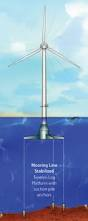 Mooring Line
Stabilized
Tension Leg
Platform with
suction pile
anchors